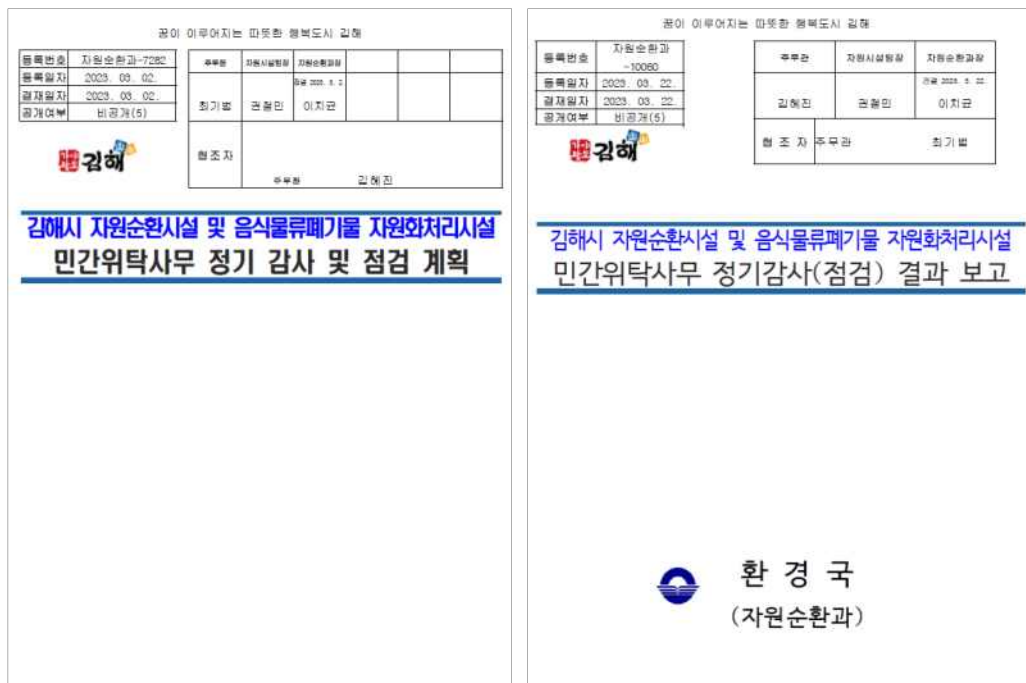 꿈이 이루어지는 따뜻한 행복도시 김해
등록번호 자원순환과-7282
등록일자 2023. 03. 02.
결재일자 2023. 03. 02.
공개여부 비공개(5)
주무관 자원시설팀장 자원순환과장
전결 2023. 3. 2.
최기범 권철민 이치균
협조자
주무관 김혜진
김해
김해시 자원순환시설 및 음식물류폐기물 자원화처리시설
민간위탁사무 정기 감사 및 점검 계획
꿈이 이루어지는 따뜻한 행복도시 김해
등록번호 자원순환과
-10060
등록일자 2023. 03. 22.
결재일자 2023. 03. 22.
공개여부 비공개(5)
주무관 자원시설팀장 자원순환과장
전결 2023. 3. 22.
김혜진 권철민 이치균
협 조 자 주무관 최기범
김해
김해시 자원순환시설 및 음식물류폐기물 자원화처리시설
민간위탁사무 정기감사(점검) 결과 보고
환 경 국
(자원순환과)